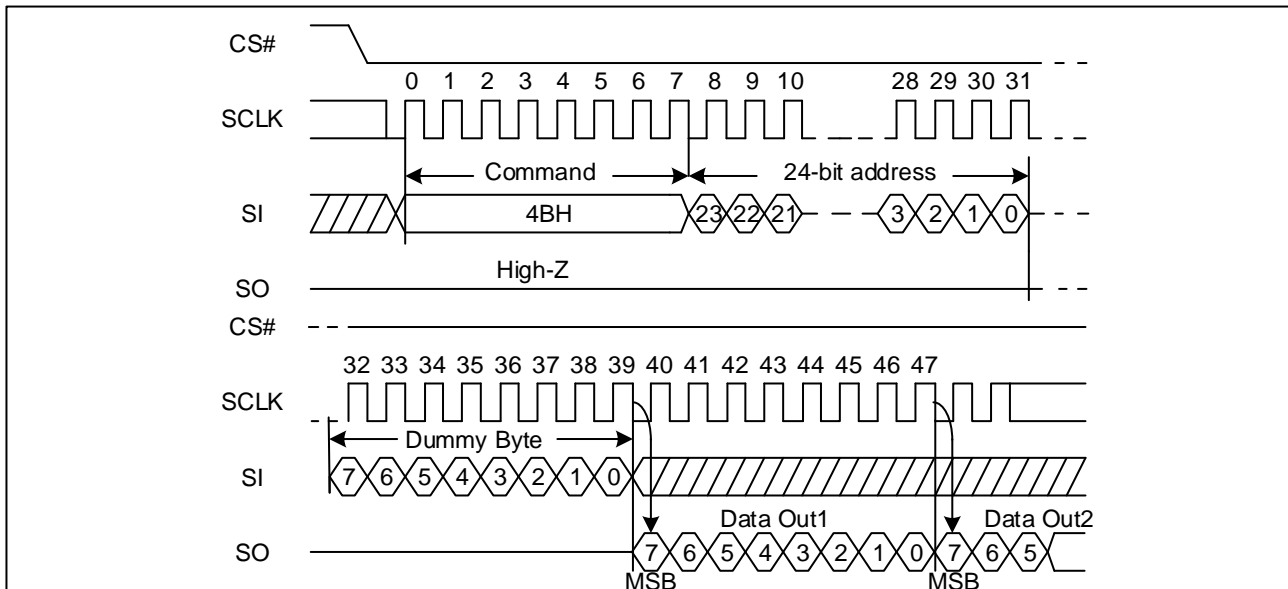 CS#
0 1 2 3 4 5 6 7 8 9 10 28 29 30 31
SCLK
Command 24-bit address
SI 4BH 23 22 21 3 2 1 0
High-Z
SO
CS#
32 33 34 35 36 37 38 39 40 41 42 43 44 45 46 47
SCLK
Dummy Byte
SI 7 6 5 4 3 2 1 0
Data Out1 Data Out2
SO 7 6 5 4 3 2 1 0 7 6 5
MSB MSB